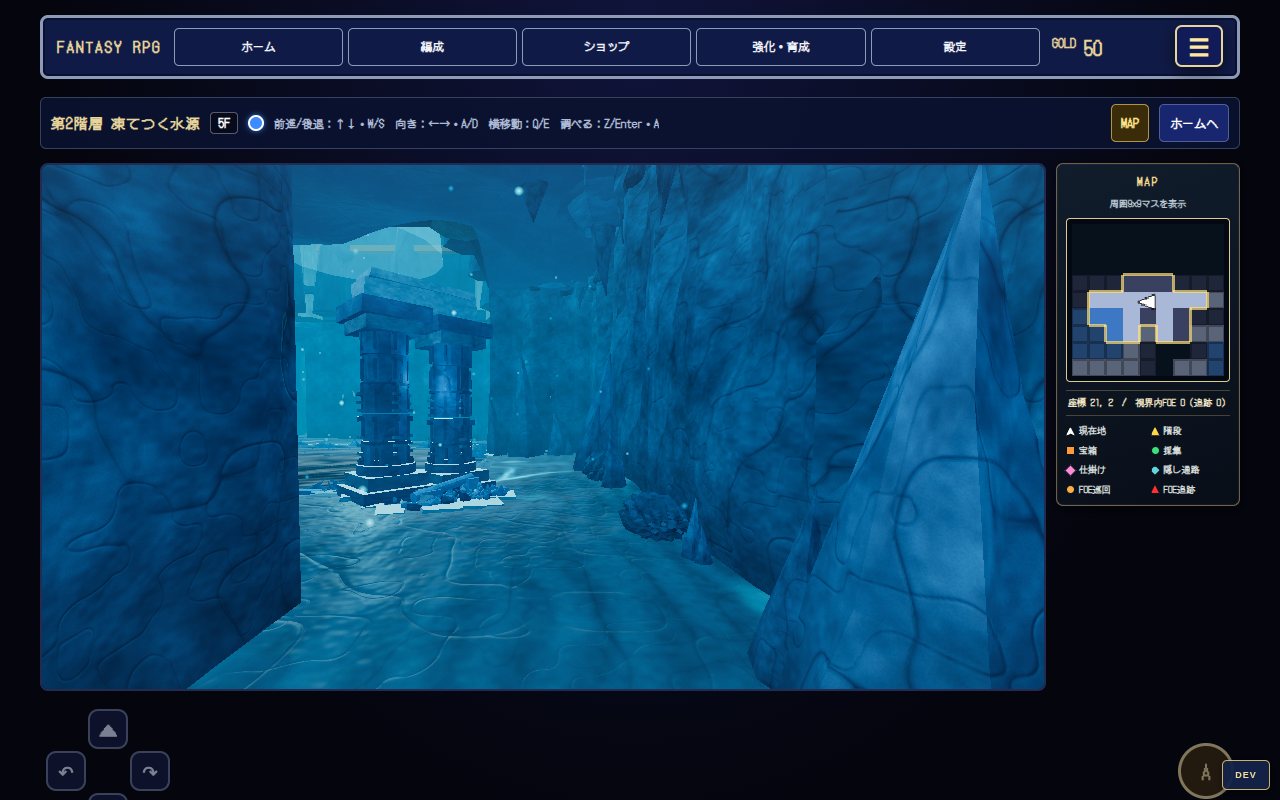 FANTASY RPG
ホーム
編成
ショップ
強化・育成
設定
GOLD 50
第2階層 凍てつく水源
5F
前進/後退：↑↓・W/S 向き：←→・A/D 横移動：Q/E 調べる：Z/Enter・A
MAP
ホームへ
MAP
周囲9x9マスを表示
座標 21, 2 / 視界内FOE 0 (追跡 0)
現在地
階段
宝箱
採集
仕掛け
隠し通路
FOE巡回
FOE追跡
A
DEV